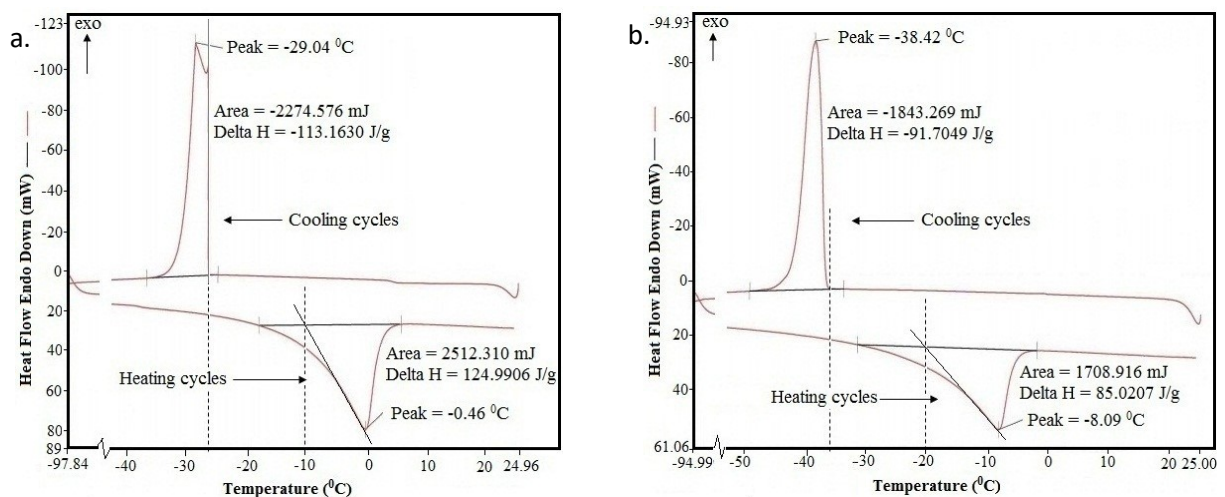 a.
exo
-123
-100
-80
-60
-40
-20
0
20
40
60
80
89
Heat Flow Endo Down (mW)
Peak = -29.04 ⁰C
Area = -2274.576 mJ
Delta H = -113.1630 J/g
Cooling cycles
Heating cycles
Area = 2512.310 mJ
Delta H = 124.9906 J/g
Peak = -0.46 ⁰C
-97.84 -40 -30 -20 -10 0 10 20 24.96
Temperature (⁰C)
b.
exo
-94.93
-80
-60
-40
-20
0
20
40
61.06
Heat Flow Endo Down (mW)
Peak = -38.42 ⁰C
Area = -1843.269 mJ
Delta H = -91.7049 J/g
Cooling cycles
Heating cycles
Area = 1708.916 mJ
Delta H = 85.0207 J/g
Peak = -8.09 ⁰C
-94.99 -50 -40 -30 -20 -10 0 10 25.00
Temperature (⁰C)